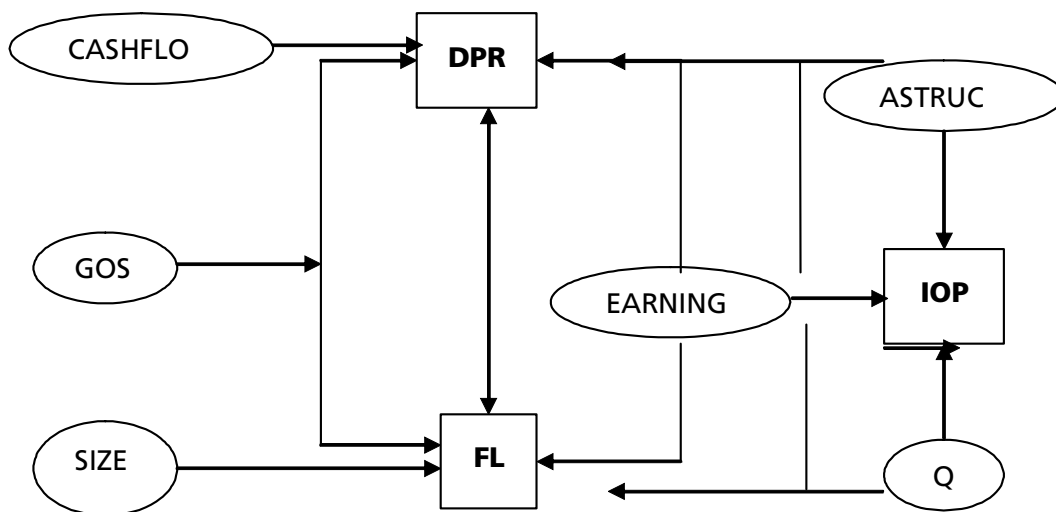 CASHFLO
DPR
ASTRUC
GOS
EARNING
IOP
SIZE
FL
Q